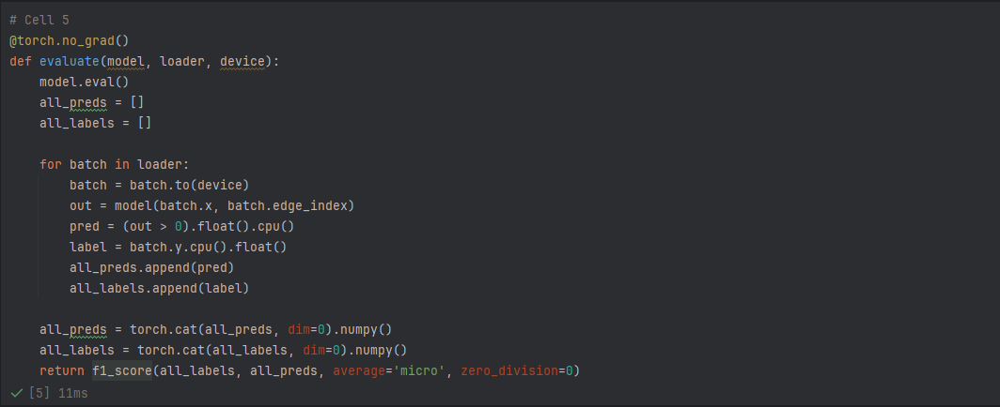 # Cell 5
@torch.no_grad()
def evaluate(model, loader, device):
    model.eval()
    all_preds = []
    all_labels = []

    for batch in loader:
        batch = batch.to(device)
        out = model(batch.x, batch.edge_index)
        pred = (out > 0).float().cpu()
        label = batch.y.cpu().float()
        all_preds.append(pred)
        all_labels.append(label)

    all_preds = torch.cat(all_preds, dim=0).numpy()
    all_labels = torch.cat(all_labels, dim=0).numpy()
    return f1_score(all_labels, all_preds, average='micro', zero_division=0)
[5] 11ms